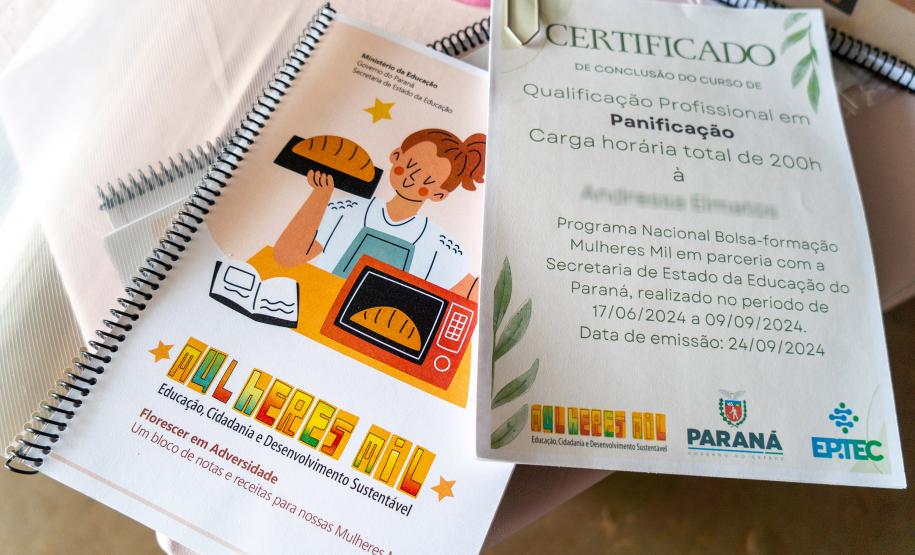 Ministério da Educação
Governo do Paraná
Secretaria de Estado da Educação
MULHERES MIL
Educação, Cidadania e Desenvolvimento Sustentável
Florescer em Adversidade
Um bloco de notas e receitas para nossas Mulheres
CERTIFICADO
DE CONCLUSÃO DO CURSO DE
Qualificação Profissional em
Panificação
Carga horária total de 200h
à
Programa Nacional Bolsa-formação
Mulheres Mil em parceria com a
Secretaria de Estado da Educação do
Paraná, realizado no periodo de
17/06/2024 a 09/09/2024.
Data de emissão: 24/09/2024
MULHERES MIL
Educação, Cidadania e Desenvolvimento Sustentável
PARANÁ
GOVERNO DO ESTADO
EPTEC